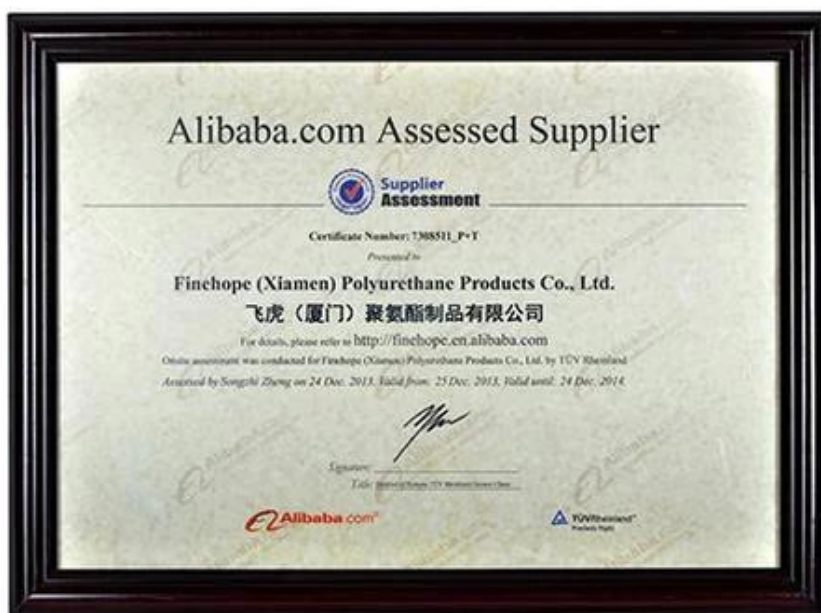 Alibaba.com Assessed Supplier
Supplier
Assessment
Certificate Number: 7308511_P+T
Presented to
Finehope (Xiamen) Polyurethane Products Co., Ltd.
飞虎（厦门）聚氨酯制品有限公司
For details, please refer to http://finehope.en.alibaba.com
Onsite assessment was conducted for Finehope (Xiamen) Polyurethane Products Co., Ltd. by TÜV Rheinland
Assessed by Songzhi Zheng on 24 Dec. 2013, Valid from: 25 Dec. 2013, Valid until: 24 Dec. 2014.
Signature:
Title:
Alibaba.com®
TÜVRheinland®
Precisely Right.